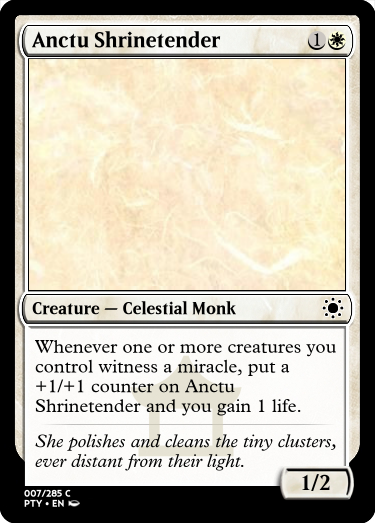 Anctu Shrinetender 1
Creature — Celestial Monk
Whenever one or more creatures you
control witness a miracle, put a
+1/+1 counter on Anctu
Shrinetender and you gain 1 life.
She polishes and cleans the tiny clusters,
ever distant from their light.
1/2
007/285 C
PTY • EN